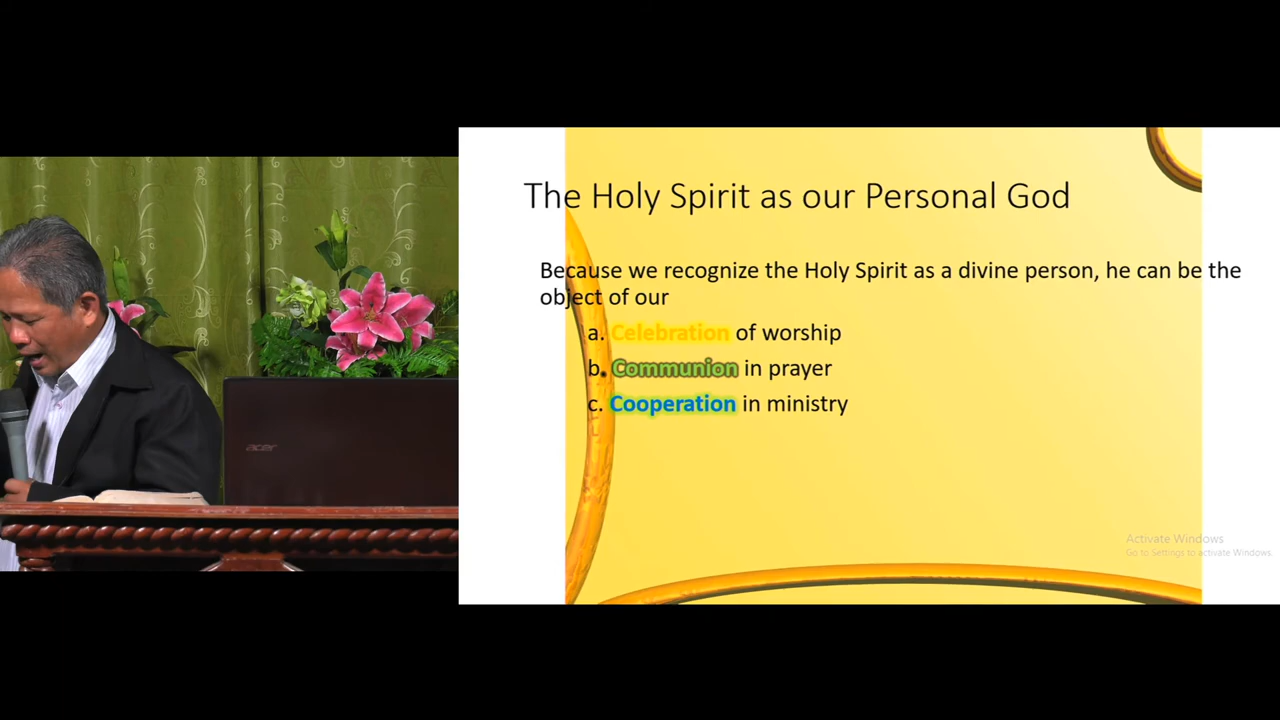 The Holy Spirit as our Personal God
Because we recognize the Holy Spirit as a divine person, he can be the
object of our
a. Celebration of worship
b. Communion in prayer
c. Cooperation in ministry
acer
Activate Windows
Go to Settings to activate Windows.